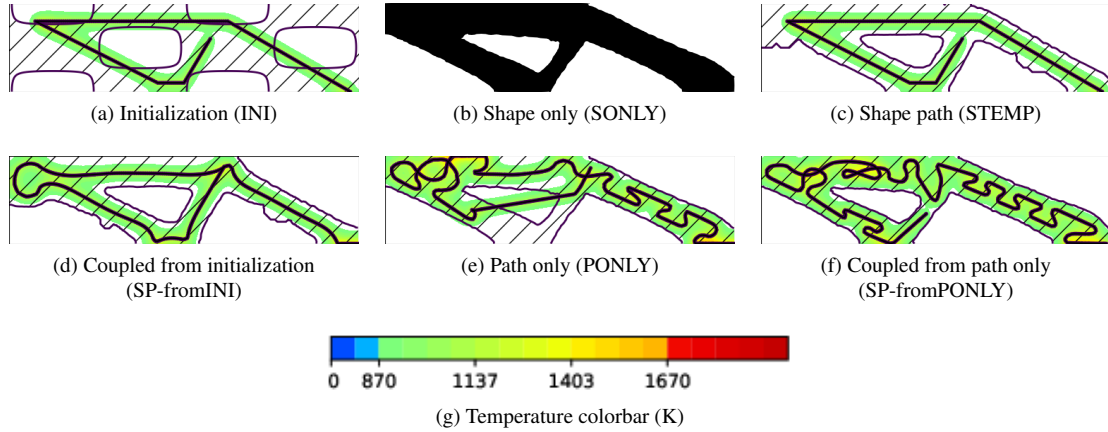 (a) Initialization (INI)
(b) Shape only (SONLY)
(c) Shape path (STEMP)
(d) Coupled from initialization
(SP-fromINI)
(e) Path only (PONLY)
(f) Coupled from path only
(SP-fromPONLY)
0 870 1137 1403 1670
(g) Temperature colorbar (K)